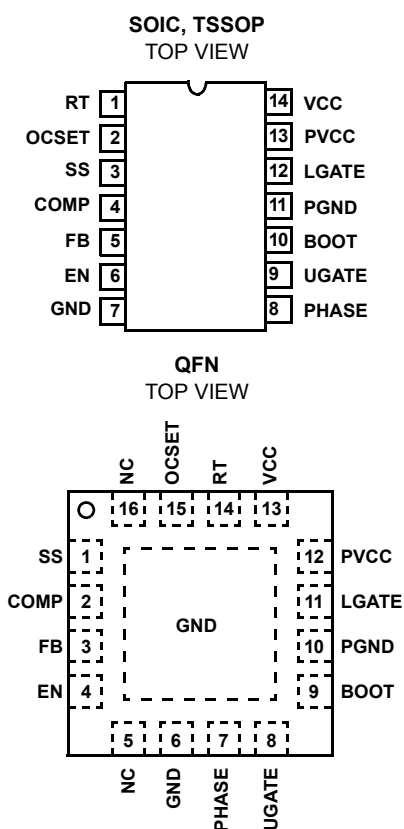 SOIC, TSSOP
TOP VIEW
RT 1 14 VCC
OCSET 2 13 PVCC
SS 3 12 LGATE
COMP 4 11 PGND
FB 5 10 BOOT
EN 6 9 UGATE
GND 7 8 PHASE
QFN
TOP VIEW
NC OCSET RT VCC
16 15 14 13
SS 1 12 PVCC
COMP 2 11 LGATE
GND
FB 3 10 PGND
EN 4 9 BOOT
5 6 7 8
NC GND PHASE UGATE